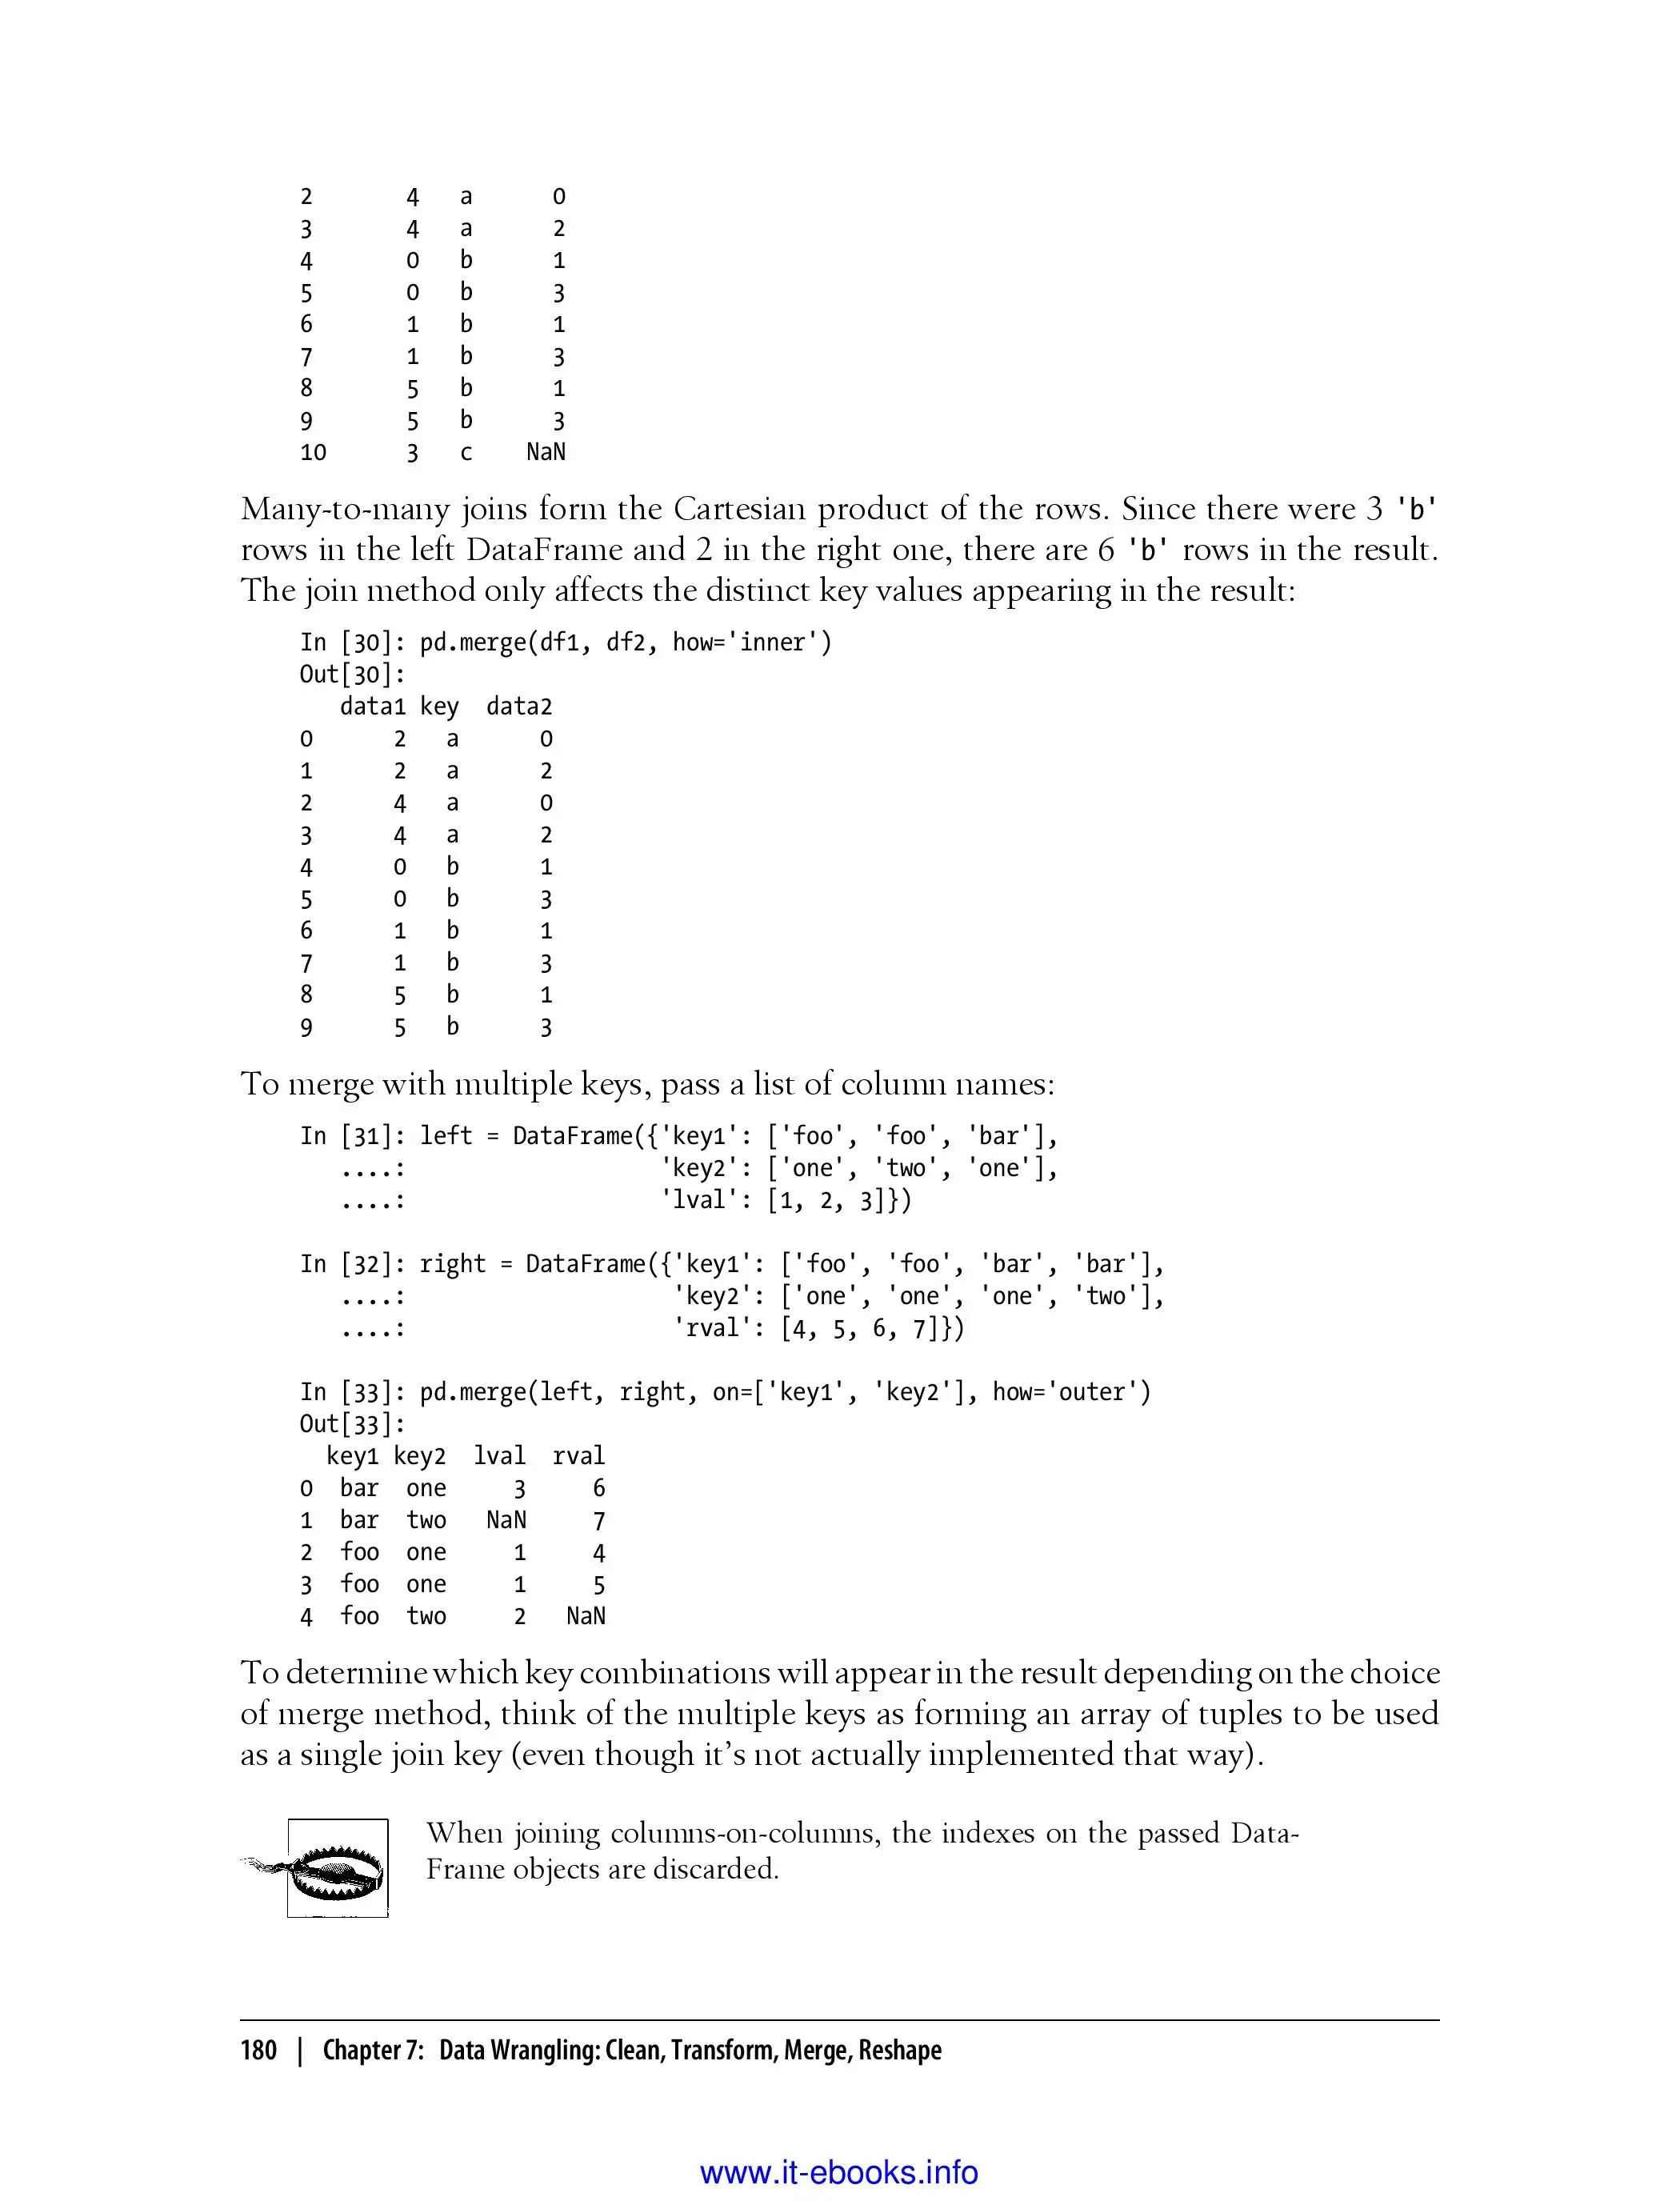 2       4   a      0
3       4   a      2
4       0   b      1
5       0   b      3
6       1   b      1
7       1   b      3
8       5   b      1
9       5   b      3
10      3   c    NaN
Many-to-many joins form the Cartesian product of the rows. Since there were 3 'b'
rows in the left DataFrame and 2 in the right one, there are 6 'b' rows in the result.
The join method only affects the distinct key values appearing in the result:
In [30]: pd.merge(df1, df2, how='inner')
Out[30]:
   data1 key  data2
0      2   a      0
1      2   a      2
2      4   a      0
3      4   a      2
4      0   b      1
5      0   b      3
6      1   b      1
7      1   b      3
8      5   b      1
9      5   b      3
To merge with multiple keys, pass a list of column names:
In [31]: left = DataFrame({'key1': ['foo', 'foo', 'bar'],
   ....:                   'key2': ['one', 'two', 'one'],
   ....:                   'lval': [1, 2, 3]})
In [32]: right = DataFrame({'key1': ['foo', 'foo', 'bar', 'bar'],
   ....:                    'key2': ['one', 'one', 'one', 'two'],
   ....:                    'rval': [4, 5, 6, 7]})
In [33]: pd.merge(left, right, on=['key1', 'key2'], how='outer')
Out[33]:
  key1 key2  lval  rval
0  bar  one     3     6
1  bar  two   NaN     7
2  foo  one     1     4
3  foo  one     1     5
4  foo  two     2   NaN
To determine which key combinations will appear in the result depending on the choice
of merge method, think of the multiple keys as forming an array of tuples to be used
as a single join key (even though it’s not actually implemented that way).
When joining columns-on-columns, the indexes on the passed Data-
Frame objects are discarded.
180 | Chapter 7: Data Wrangling: Clean, Transform, Merge, Reshape
www.it-ebooks.info